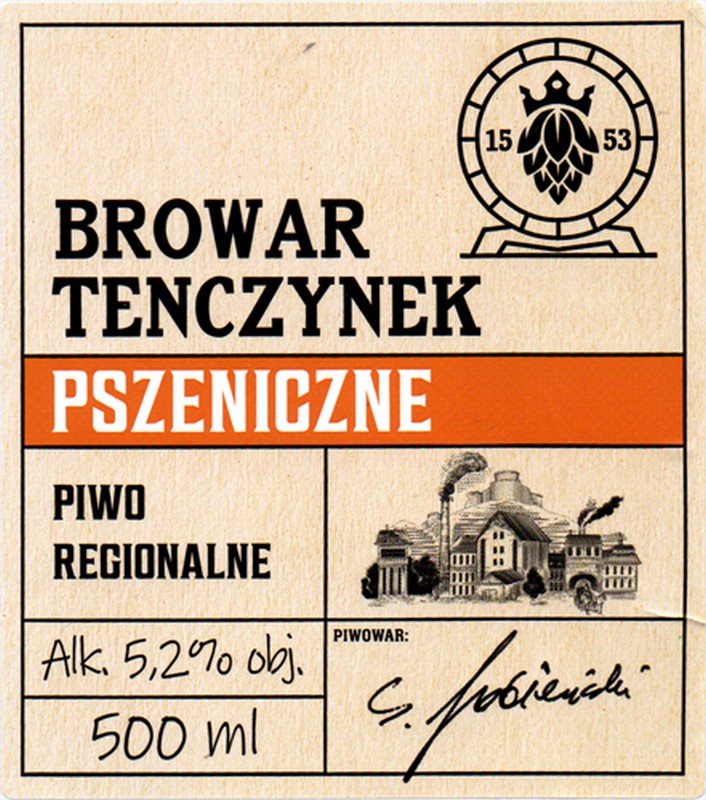 15 53
BROWAR
TENCZYNEK
PSZENICZNE
PIWO
REGIONALNE
Alk. 5,2% obj.
500 ml
PIWOWAR: